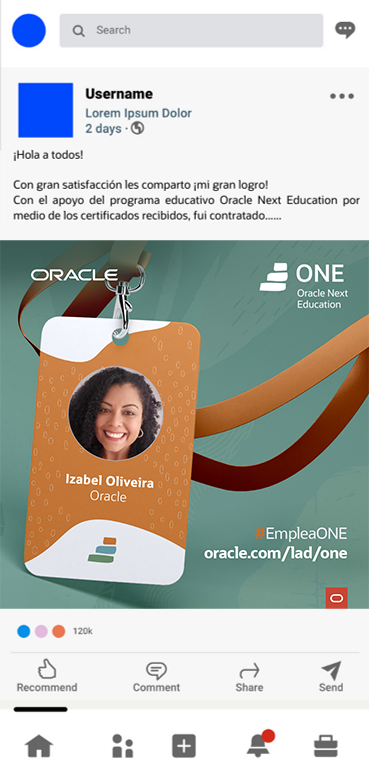 Search
Username
Lorem Ipsum Dolor
2 days ·
¡Hola a todos!
Con gran satisfacción les comparto ¡mi gran logro!
Con el apoyo del programa educativo Oracle Next Education por
medio de los certificados recibidos, fui contratado......
ORACLE
ONE
Oracle Next
Education
Izabel Oliveira
Oracle
#EmpleaONE
oracle.com/lad/one
120k
Recommend
Comment
Share
Send